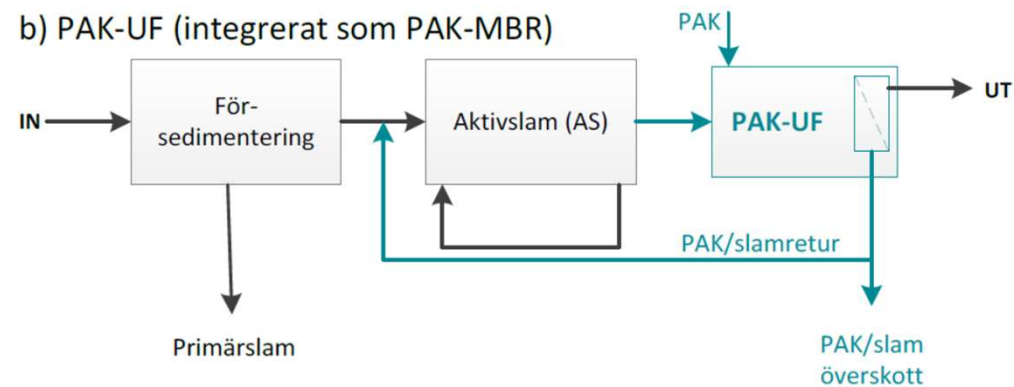 b) PAK-UF (integrerat som PAK-MBR)
PAK
IN
För-
sedimentering
Aktivslam (AS)
PAK-UF
UT
PAK/slamretur
Primärslam
PAK/slam
överskott